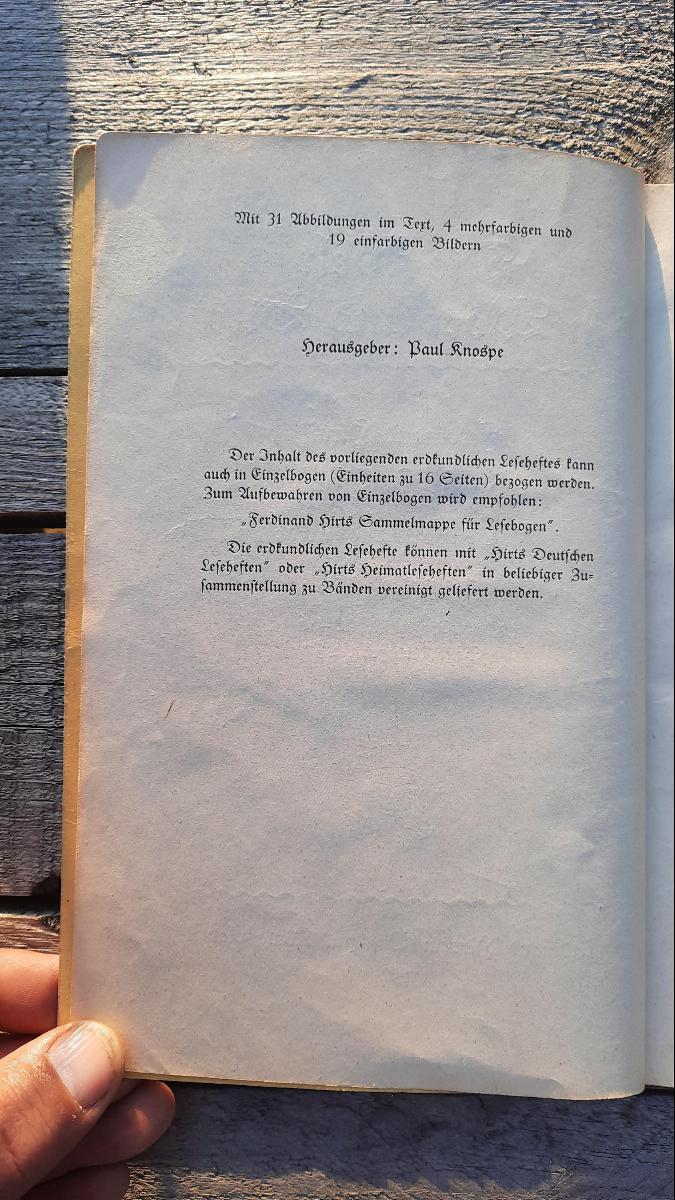 Mit 31 Abbildungen im Text, 4 mehrfarbigen und
19 einfarbigen Bildern
Herausgeber: Paul Knospe
Der Inhalt des vorliegenden erdkundlichen Leſeheftes kann
auch in Einzelbogen (Einheiten zu 16 Seiten) bezogen werden.
Zum Aufbewahren von Einzelbogen wird empfohlen:
„Ferdinand Hirts Sammelmappe für Leſebogen“.
Die erdkundlichen Leſehefte können mit „Hirts Deutſchen
Leſeheften“ oder „Hirts Heimatleſeheften“ in beliebiger Zu=
ſammenſtellung zu Bänden vereinigt geliefert werden.